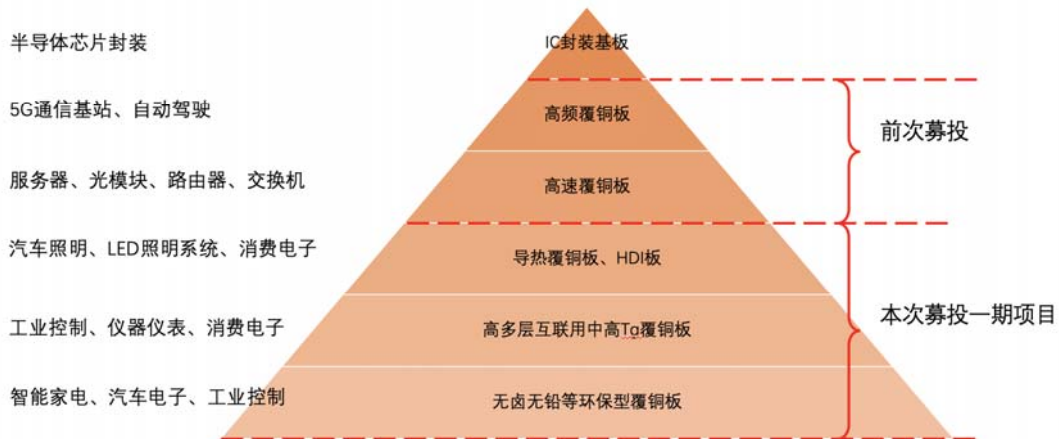 半导体芯片封装
IC封装基板
5G通信基站、自动驾驶
高频覆铜板
前次募投
服务器、光模块、路由器、交换机
高速覆铜板
汽车照明、LED照明系统、消费电子
导热覆铜板、HDI板
工业控制、仪器仪表、消费电子
高多层互联用中高Tg覆铜板
本次募投一期项目
智能家电、汽车电子、工业控制
无卤无铅等环保型覆铜板